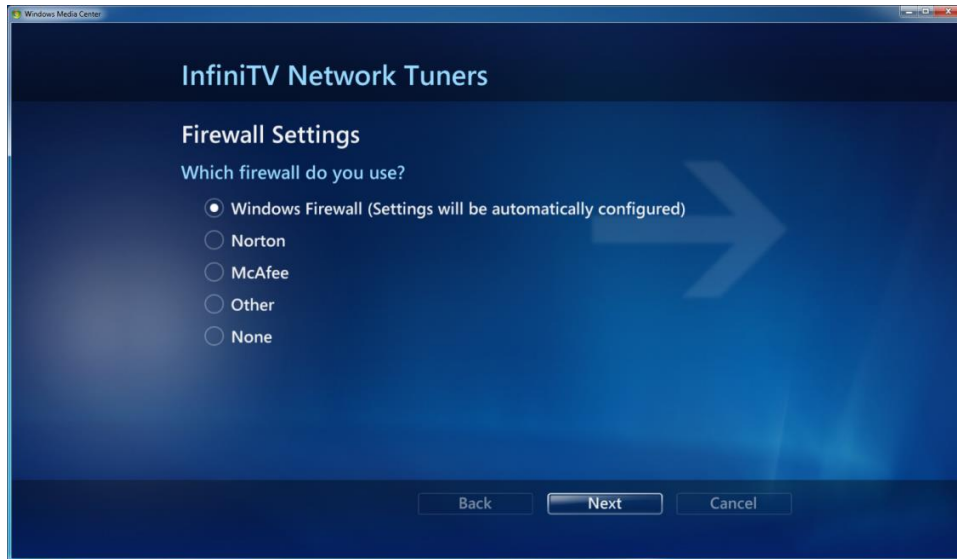 Windows Media Center
InfiniTV Network Tuners
Firewall Settings
Which firewall do you use?
Windows Firewall (Settings will be automatically configured)
Norton
McAfee
Other
None
Back Next Cancel